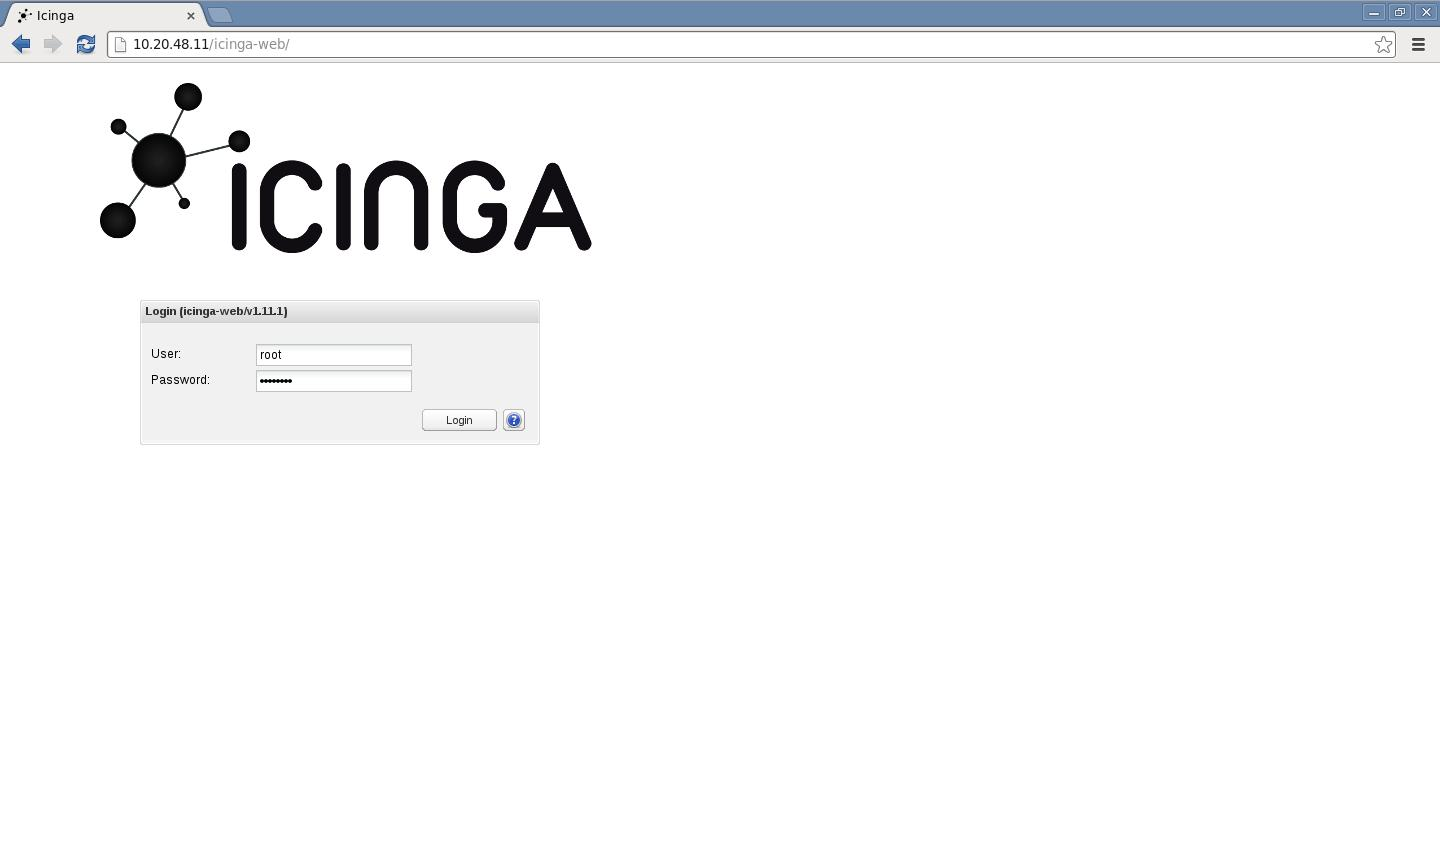 Icinga
10.20.48.11/icinga-web/
ICINGA
Login (icinga-web/v1.11.1)
User: root
Password: ••••••••
Login ?